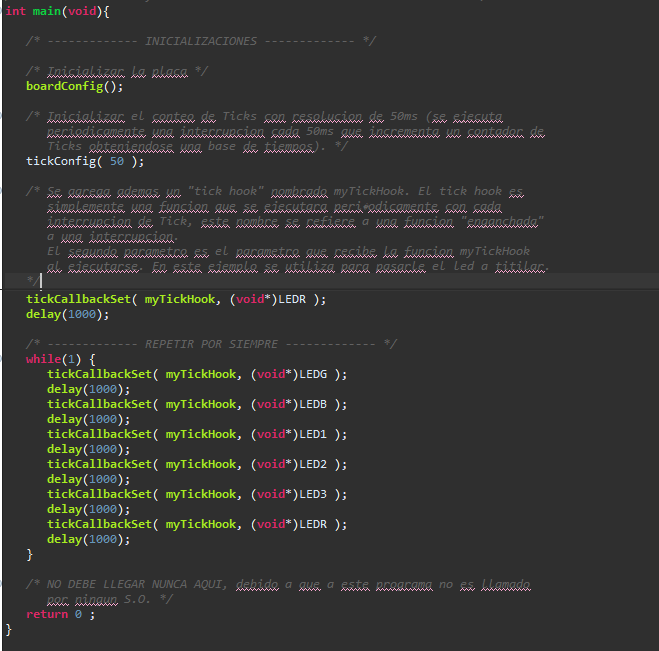 int main(void){
/* ------------- INICIALIZACIONES ------------- */
/* Inicializar la placa */
boardConfig();
/* Inicializar el conteo de Ticks con resolucion de 50ms (se ejecuta
periodicamente una interrupcion cada 50ms que incrementa un contador de
Ticks obteniendose una base de tiempos). */
tickConfig( 50 );
/* Se agrega ademas un "tick hook" nombrado myTickHook. El tick hook es
simplemente una funcion que se ejecutara peri·odicamente con cada
interrupcion de Tick, este nombre se refiere a una funcion "enganchada"
a una interrupcion.
El segundo parametro es el parametro que recibe la funcion myTickHook
al ejecutarse. En este ejemplo se utiliza para pasarle el led a titilar.
*/
tickCallbackSet( myTickHook, (void*)LEDR );
delay(1000);
/* ------------- REPETIR POR SIEMPRE ------------- */
while(1) {
tickCallbackSet( myTickHook, (void*)LEDG );
delay(1000);
tickCallbackSet( myTickHook, (void*)LEDB );
delay(1000);
tickCallbackSet( myTickHook, (void*)LED1 );
delay(1000);
tickCallbackSet( myTickHook, (void*)LED2 );
delay(1000);
tickCallbackSet( myTickHook, (void*)LED3 );
delay(1000);
tickCallbackSet( myTickHook, (void*)LEDR );
delay(1000);
}
/* NO DEBE LLEGAR NUNCA AQUI, debido a que a este programa no es llamado
por ningun S.O. */
return 0 ;
}